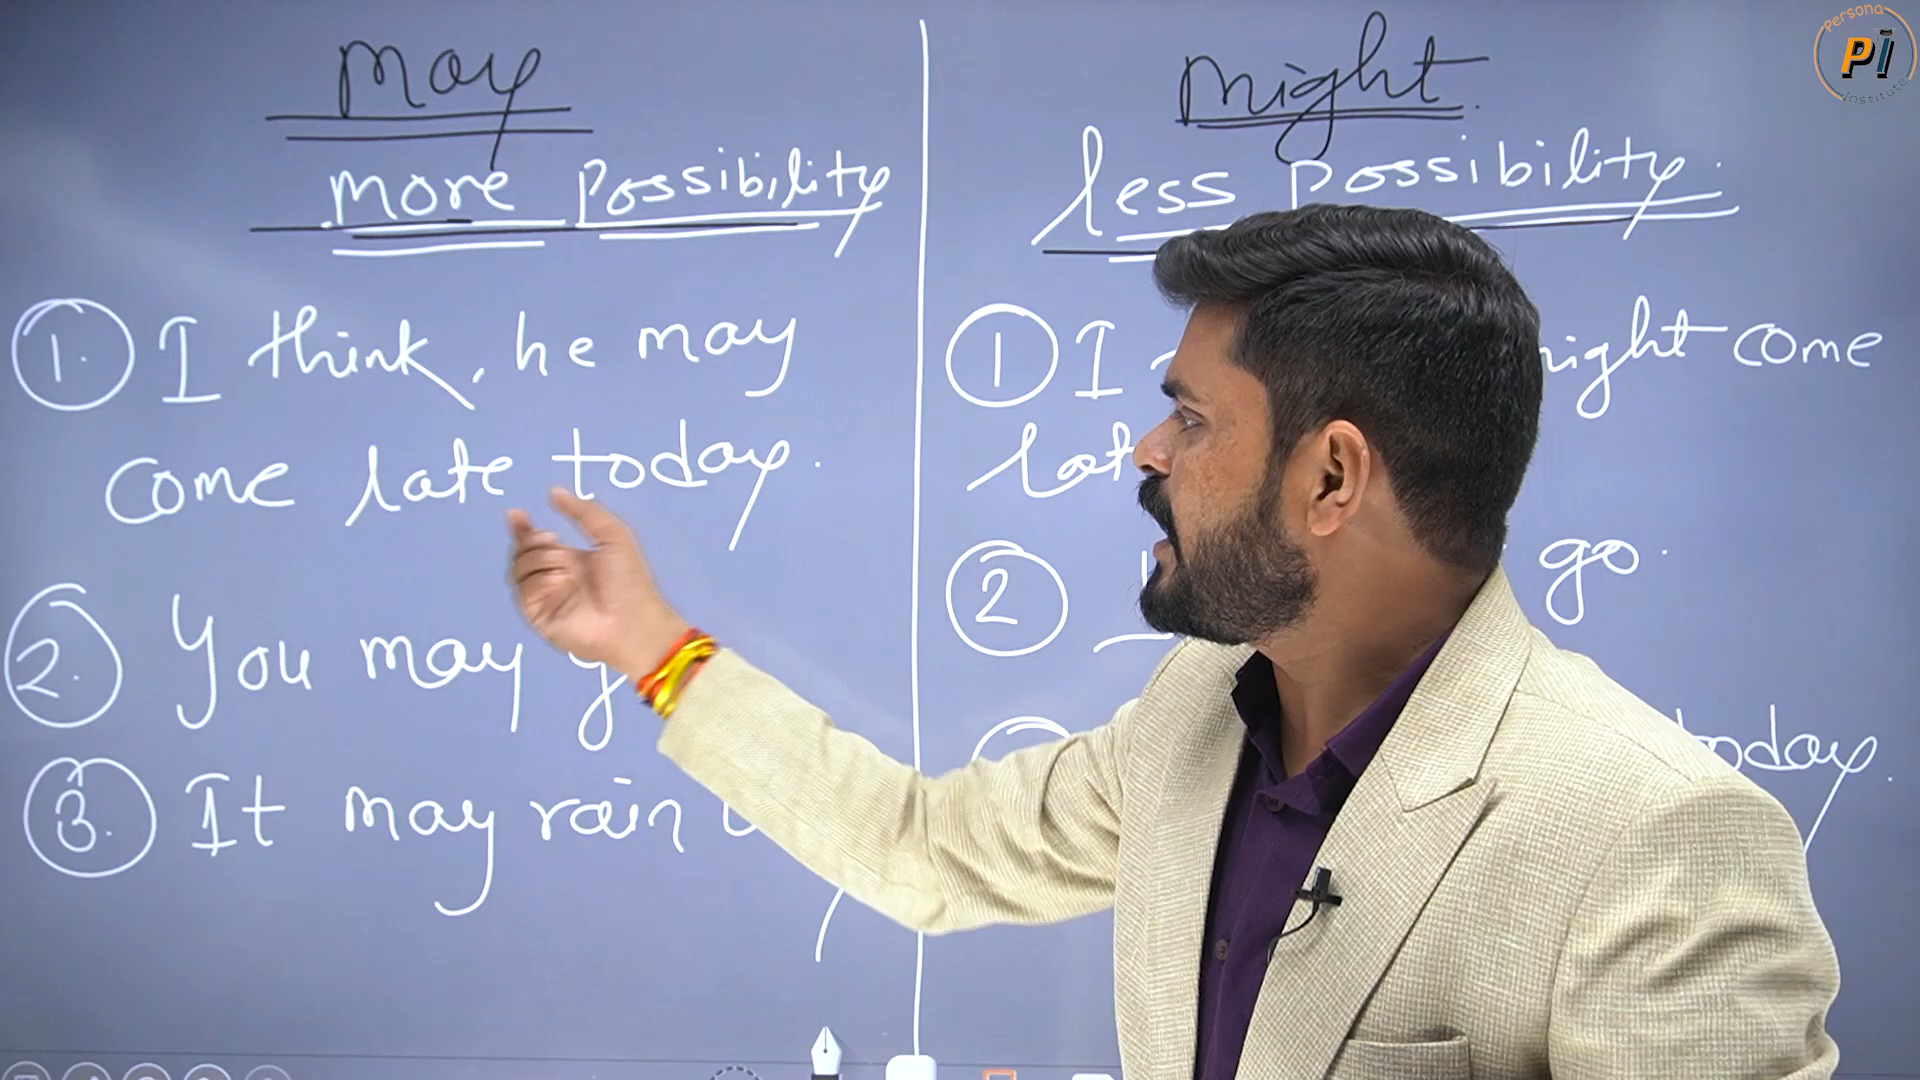 May
more possibility
1. I think, he may
come late today.
2. You may
3. It may rain
Might.
less possibility.
1 I might come
2 go.
today.
Persona
PI
institute